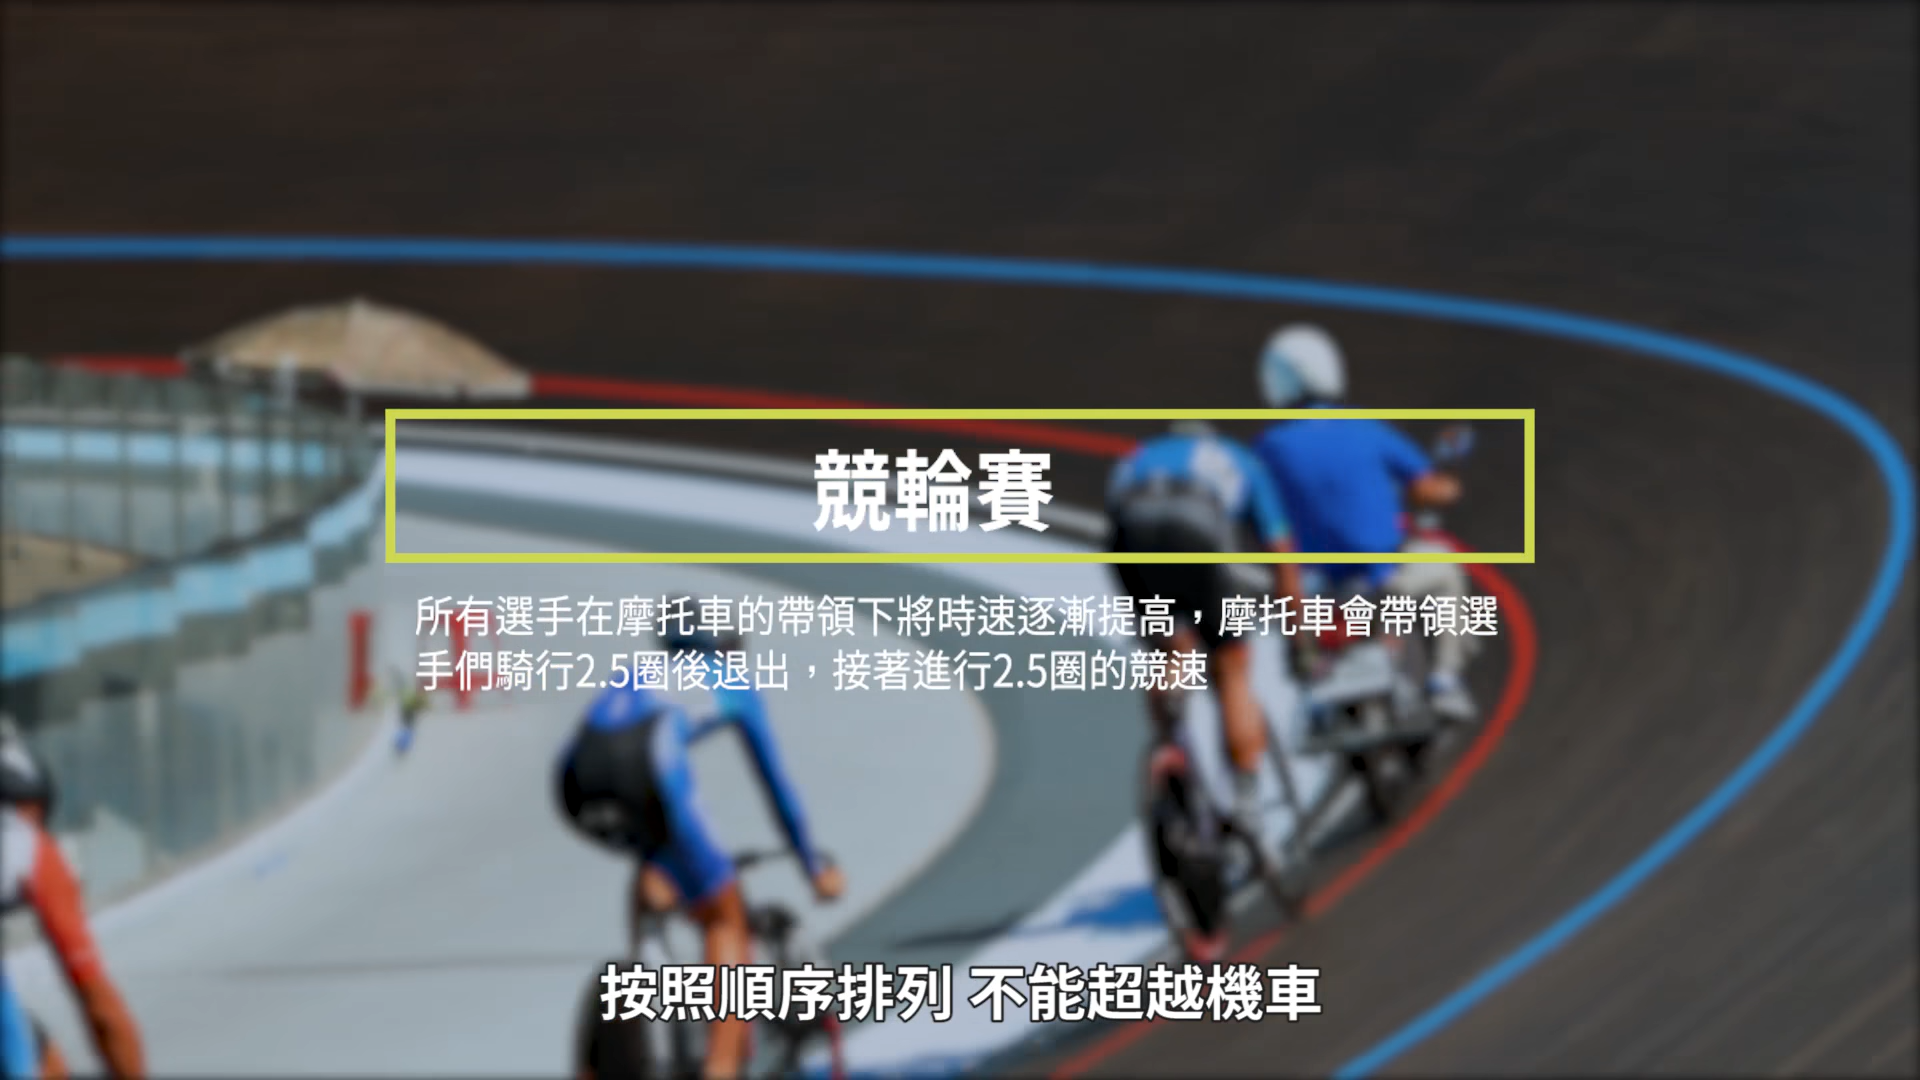 競輪賽
所有選手在摩托車的帶領下將時速逐漸提高，摩托車會帶領選
手們騎行2.5圈後退出，接著進行2.5圈的競速
按照順序排列 不能超越機車